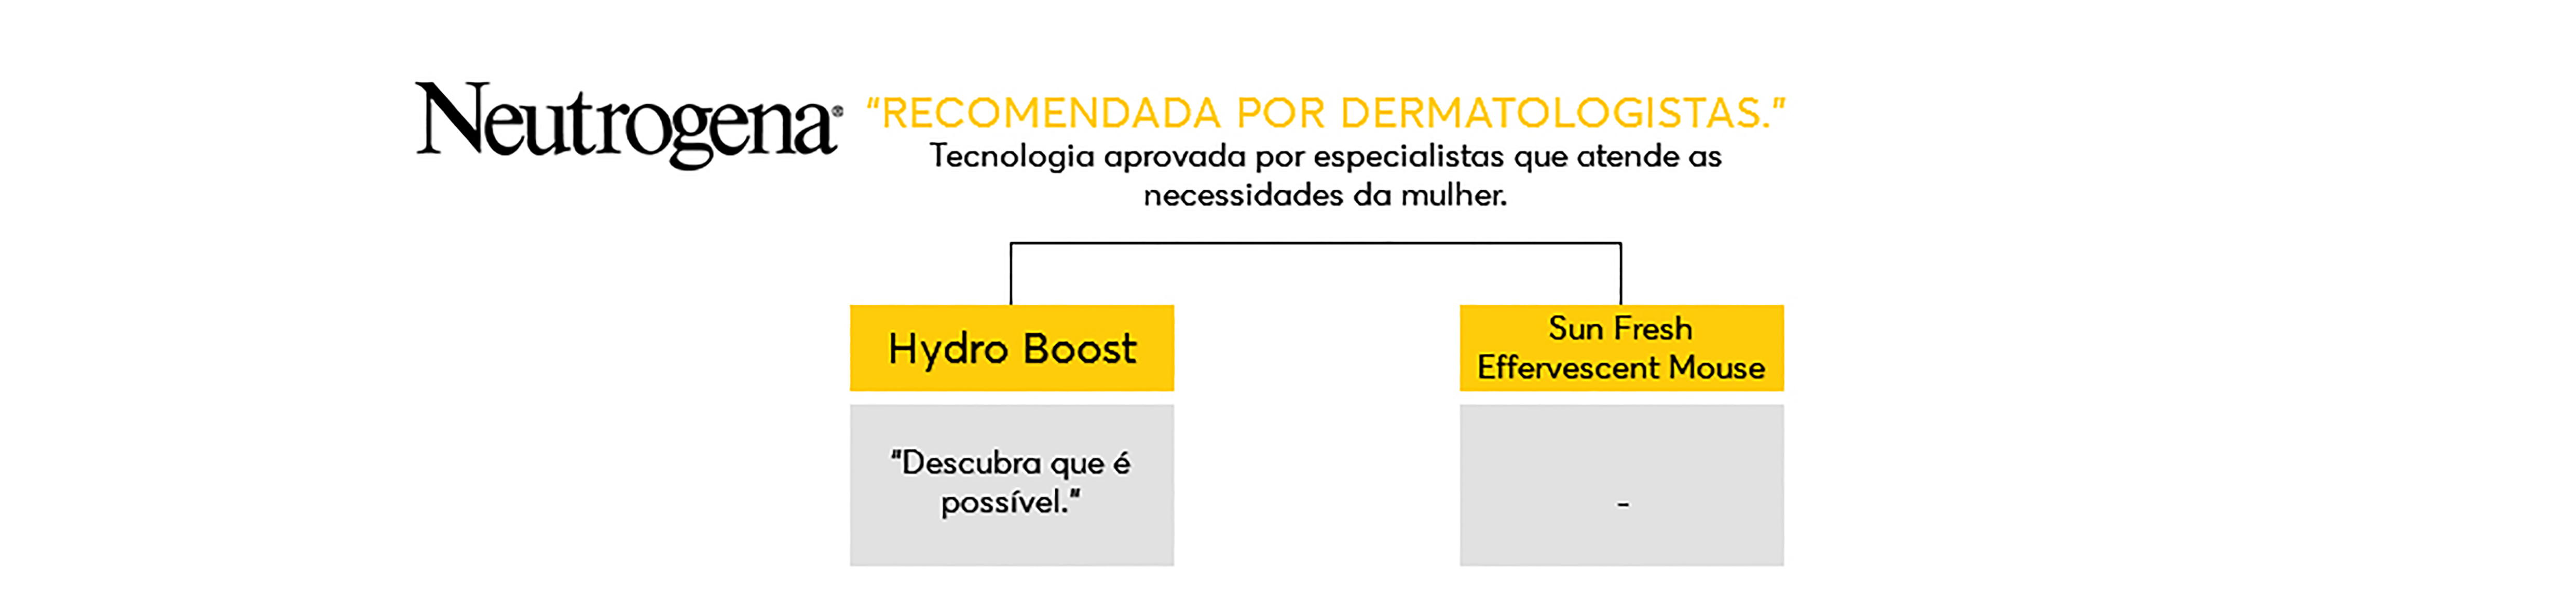 Neutrogena®
"RECOMENDADA POR DERMATOLOGISTAS."
Tecnologia aprovada por especialistas que atende as
necessidades da mulher.
Hydro Boost
Sun Fresh
Effervescent Mouse
"Descubra que é
possível."
-